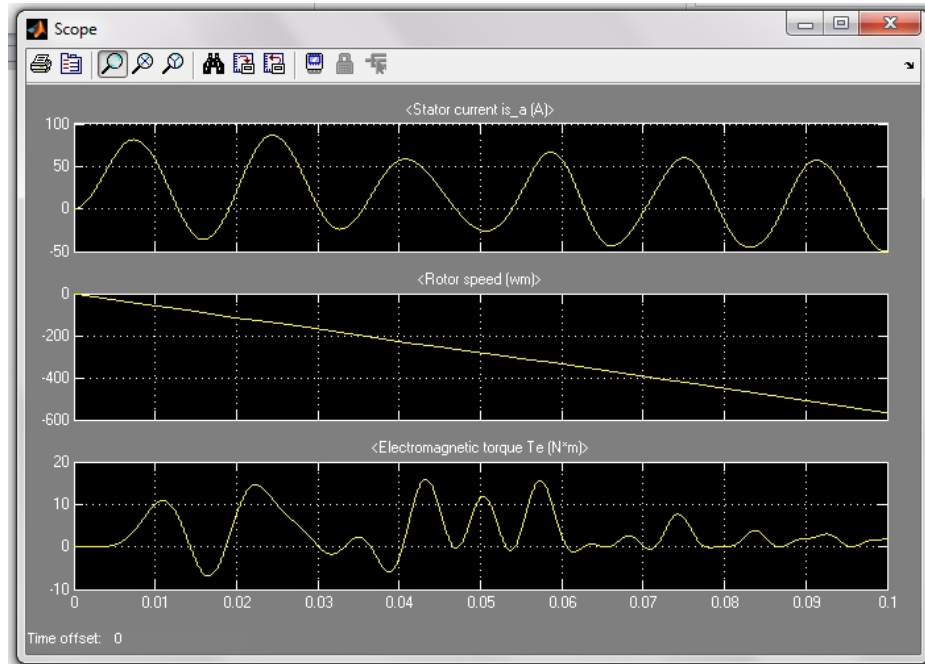 Scope
<Stator current is_a (A)>
100
50
0
-50
<Rotor speed (wm)>
0
-200
-400
-600
<Electromagnetic torque Te (N*m)>
20
10
0
-10
0 0.01 0.02 0.03 0.04 0.05 0.06 0.07 0.08 0.09 0.1
Time offset: 0